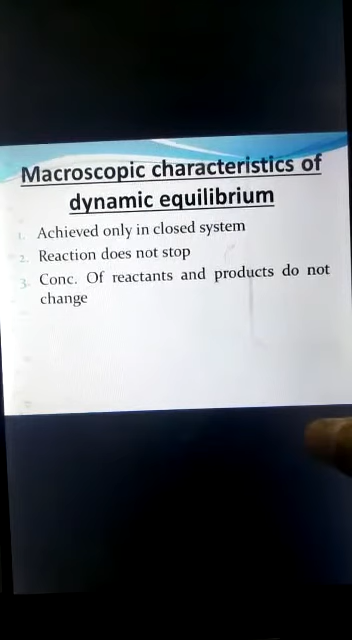 Macroscopic characteristics of
dynamic equilibrium
1. Achieved only in closed system
2. Reaction does not stop
3. Conc. Of reactants and products do not
change